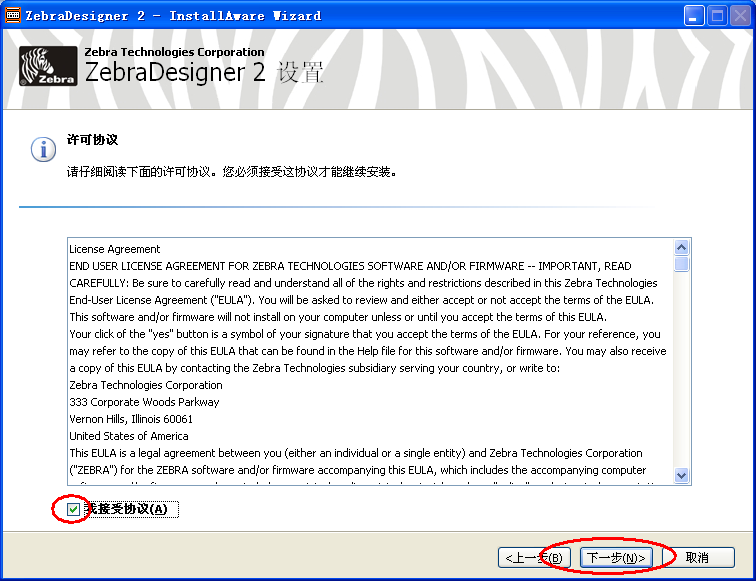 ZebraDesigner 2 - InstallAware Wizard
Zebra
Zebra Technologies Corporation
ZebraDesigner 2 设置
许可协议
请仔细阅读下面的许可协议。您必须接受这协议才能继续安装。
License Agreement
END USER LICENSE AGREEMENT FOR ZEBRA TECHNOLOGIES SOFTWARE AND/OR FIRMWARE -- IMPORTANT, READ
CAREFULLY: Be sure to carefully read and understand all of the rights and restrictions described in this Zebra Technologies
End-User License Agreement ("EULA"). You will be asked to review and either accept or not accept the terms of the EULA.
This software and/or firmware will not install on your computer unless or until you accept the terms of this EULA.
Your click of the "yes" button is a symbol of your signature that you accept the terms of the EULA. For your reference, you
may refer to the copy of this EULA that can be found in the Help file for this software and/or firmware. You may also receive
a copy of this EULA by contacting the Zebra Technologies subsidiary serving your country, or write to:
Zebra Technologies Corporation
333 Corporate Woods Parkway
Vernon Hills, Illinois 60061
United States of America
This EULA is a legal agreement between you (either an individual or a single entity) and Zebra Technologies Corporation
("ZEBRA") for the ZEBRA software and/or firmware accompanying this EULA, which includes the accompanying computer
我接受协议(A)
<上一步(B) 下一步(N)> 取消